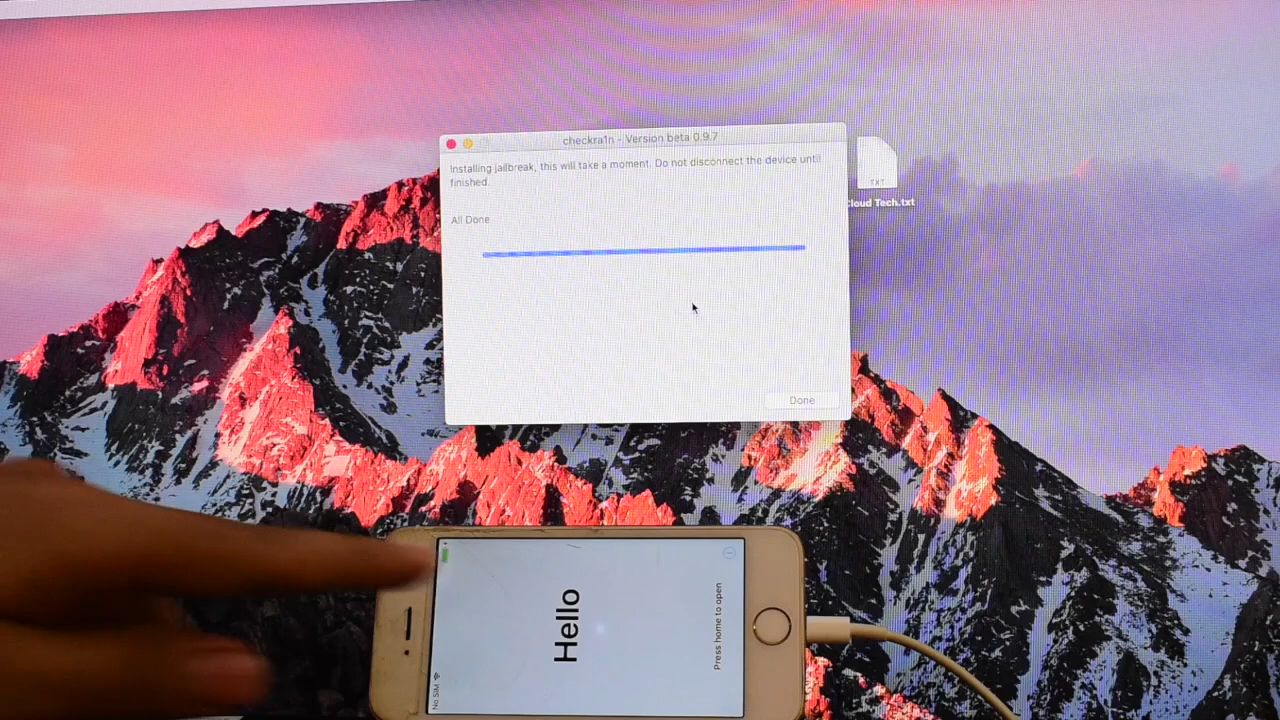 checkra1n - Version beta 0.9.7
Installing jailbreak, this will take a moment. Do not disconnect the device until
finished.
All Done
Done
TXT
Cloud Tech.txt
No SIM
Hello
Press home to open